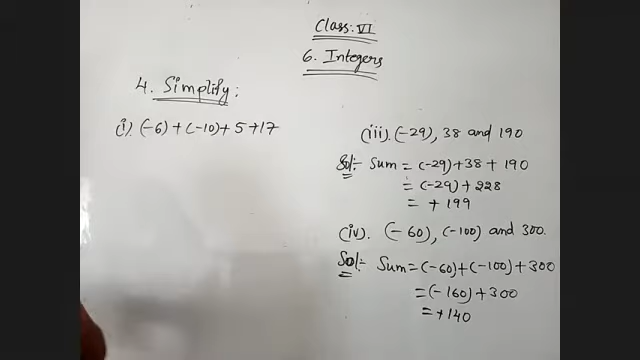 Class: VI
6. Integers
4. Simplify:
(i). (-6) + (-10) + 5 + 17
(iii). (-29), 38 and 190
Sol:- Sum = (-29) + 38 + 190
= (-29) + 228
= + 199
(iv). (-60), (-100) and 300.
Sol:- Sum = (-60) + (-100) + 300
= (-160) + 300
= +140